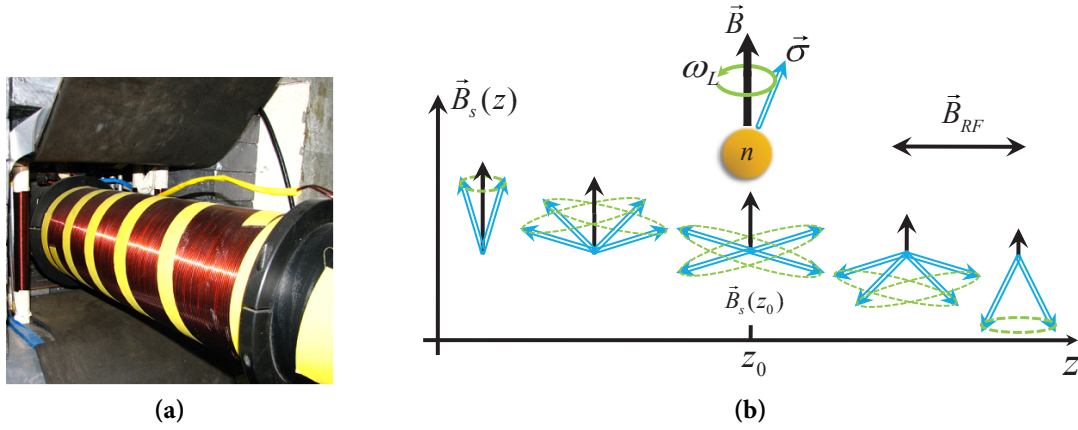 B⃗
σ⃗
ω_L
B⃗_s(z)
B⃗_RF
n
B⃗_s(z_0)
z_0
z
(a)
(b)